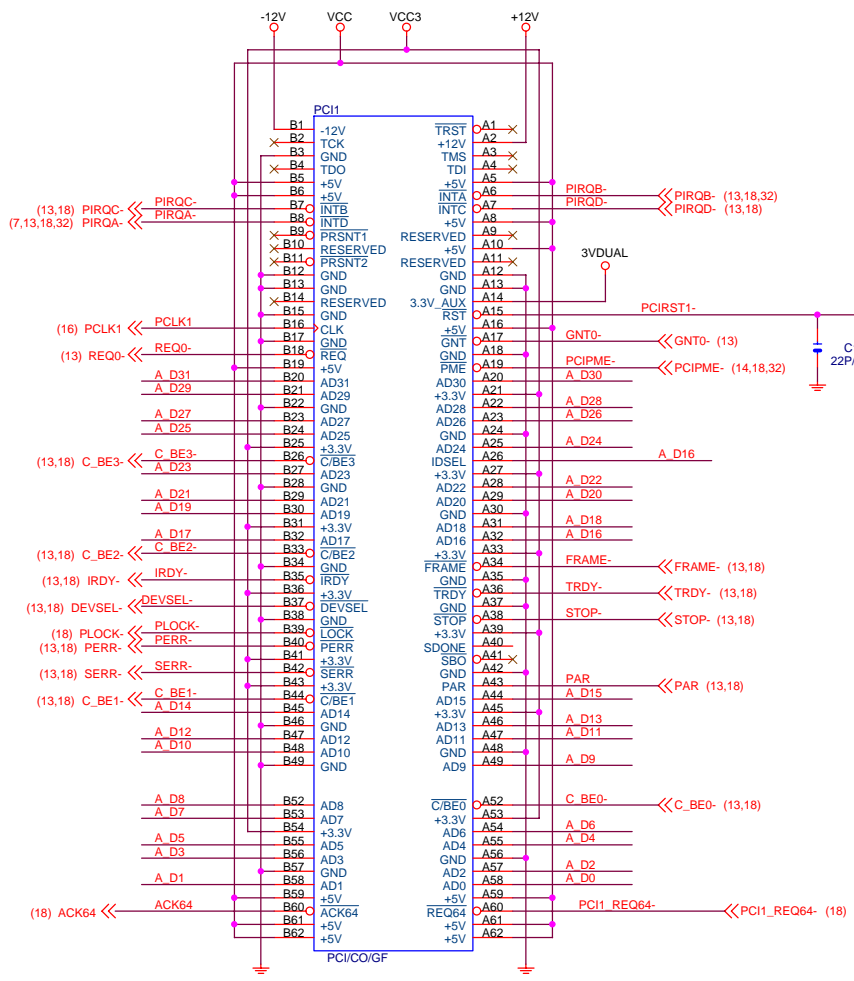 -12V VCC VCC3 +12V
PCI1
B1 -12V TRST A1
B2 TCK +12V A2
B3 GND TMS A3
B4 TDO TDI A4
B5 +5V +5V A5
B6 +5V INTA A6 PIRQB- PIRQB- (13,18,32)
(13,18) PIRQC- PIRQC- B7 INTB INTC A7 PIRQD- PIRQD- (13,18)
(7,13,18,32) PIRQA- PIRQA- B8 INTD +5V A8
B9 PRSNT1 RESERVED A9
B10 RESERVED +5V A10
B11 PRSNT2 RESERVED A11
3VDUAL
B12 GND GND A12
B13 GND GND A13
B14 RESERVED 3.3V_AUX A14
B15 GND RST A15 PCIRST1-
(16) PCLK1 PCLK1 B16 CLK +5V A16
B17 GND GNT A17 GNT0- GNT0- (13)
(13) REQ0- REQ0- B18 REQ GND A18
B19 +5V PME A19 PCIPME- PCIPME- (14,18,32)
C
22P/
A_D31 B20 AD31 AD30 A20 A_D30
A_D29 B21 AD29 +3.3V A21
B22 GND AD28 A22 A_D28
A_D27 B23 AD27 AD26 A23 A_D26
A_D25 B24 AD25 GND A24
B25 +3.3V AD24 A25 A_D24
(13,18) C_BE3- C_BE3- B26 C/BE3 IDSEL A26 A_D16
A_D23 B27 AD23 +3.3V A27
B28 GND AD22 A28 A_D22
A_D21 B29 AD21 AD20 A29 A_D20
A_D19 B30 AD19 GND A30
B31 +3.3V AD18 A31 A_D18
A_D17 B32 AD17 AD16 A32 A_D16
(13,18) C_BE2- C_BE2- B33 C/BE2 +3.3V A33
B34 GND FRAME A34 FRAME- FRAME- (13,18)
(13,18) IRDY- IRDY- B35 IRDY GND A35
B36 +3.3V TRDY A36 TRDY- TRDY- (13,18)
(13,18) DEVSEL- DEVSEL- B37 DEVSEL GND A37
B38 GND STOP A38 STOP- STOP- (13,18)
(18) PLOCK- PLOCK- B39 LOCK +3.3V A39
(13,18) PERR- PERR- B40 PERR SDONE A40
B41 +3.3V SBO A41
(13,18) SERR- SERR- B42 SERR GND A42
B43 +3.3V PAR A43 PAR PAR (13,18)
(13,18) C_BE1- C_BE1- B44 C/BE1 AD15 A44 A_D15
A_D14 B45 AD14 +3.3V A45
B46 GND AD13 A46 A_D13
A_D12 B47 AD12 AD11 A47 A_D11
A_D10 B48 AD10 GND A48
B49 GND AD9 A49 A_D9
A_D8 B52 AD8 C/BE0 A52 C_BE0- C_BE0- (13,18)
A_D7 B53 AD7 +3.3V A53
B54 +3.3V AD6 A54 A_D6
A_D5 B55 AD5 AD4 A55 A_D4
A_D3 B56 AD3 GND A56
B57 GND AD2 A57 A_D2
A_D1 B58 AD1 AD0 A58 A_D0
B59 +5V +5V A59
(18) ACK64 ACK64 B60 ACK64 REQ64 A60 PCI1_REQ64- PCI1_REQ64- (18)
B61 +5V +5V A61
B62 +5V +5V A62
PCI/CO/GF